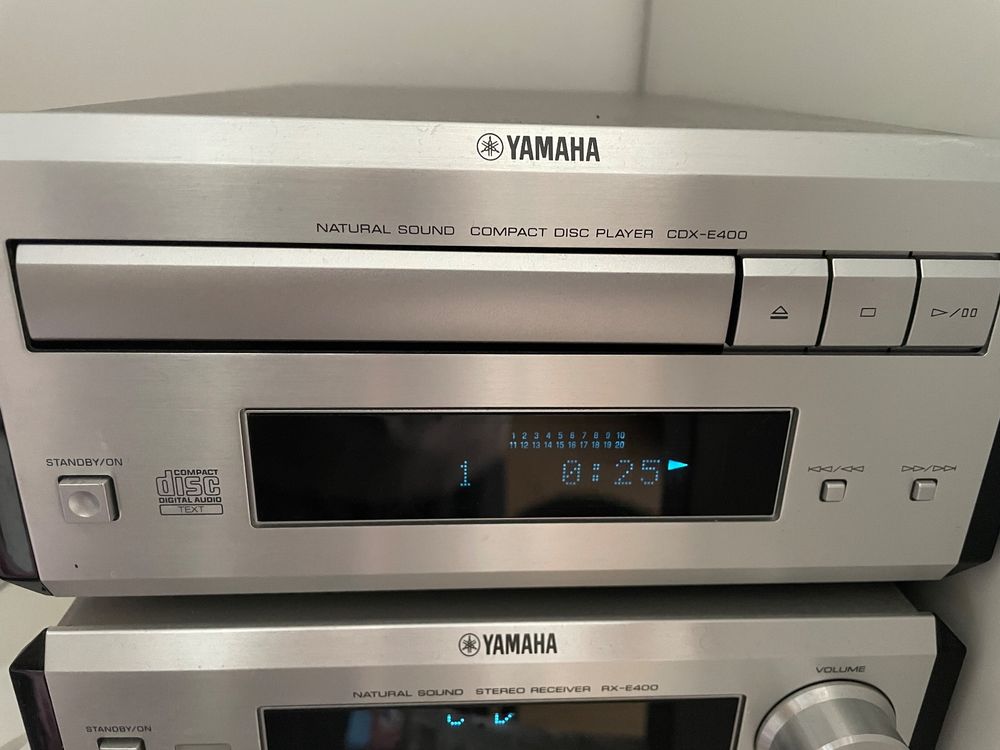 YAMAHA
NATURAL SOUND COMPACT DISC PLAYER CDX-E400
1 2 3 4 5 6 7 8 9 10
11 12 13 14 15 16 17 18 19 20
1 0:25
STANDBY/ON
COMPACT
disc
DIGITAL AUDIO
TEXT
YAMAHA
NATURAL SOUND STEREO RECEIVER RX-E400
VOLUME
STANDBY/ON